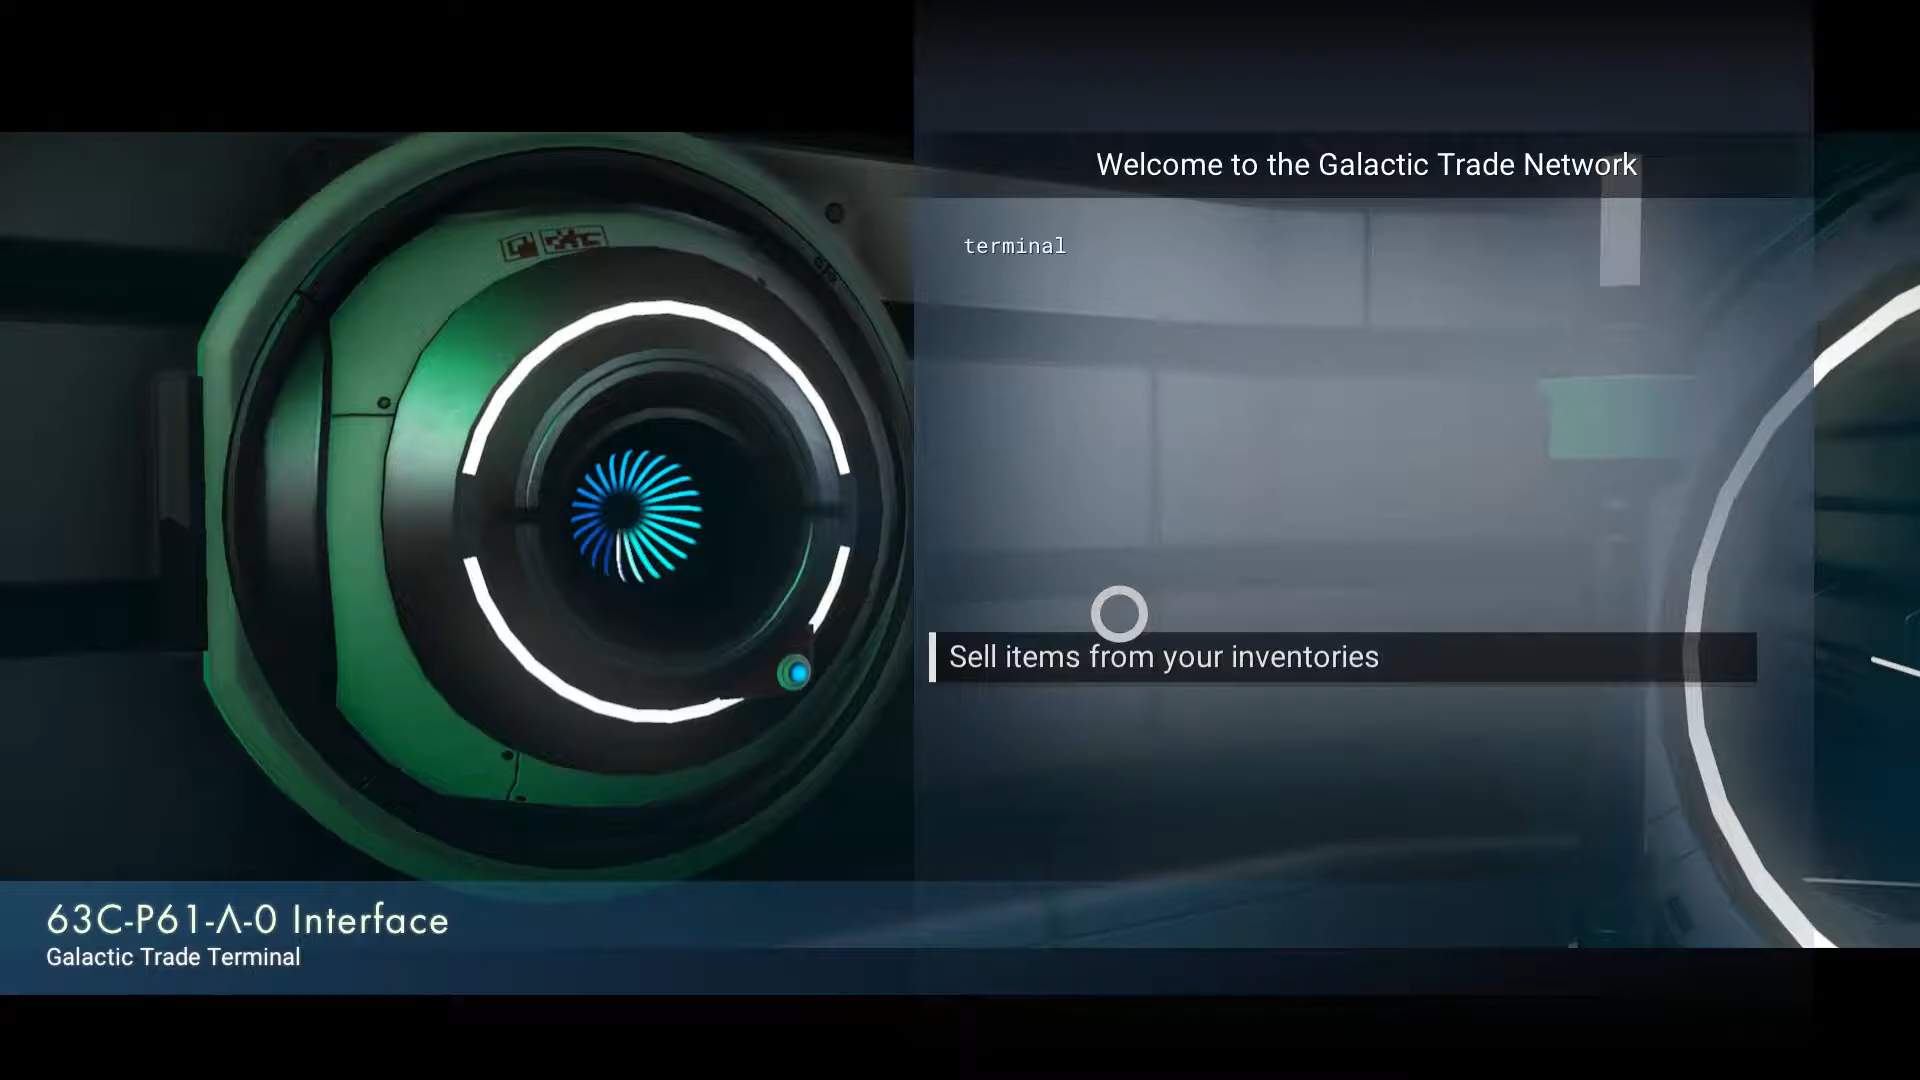 Welcome to the Galactic Trade Network
terminal
Sell items from your inventories
63C-P61-Λ-0 Interface
Galactic Trade Terminal